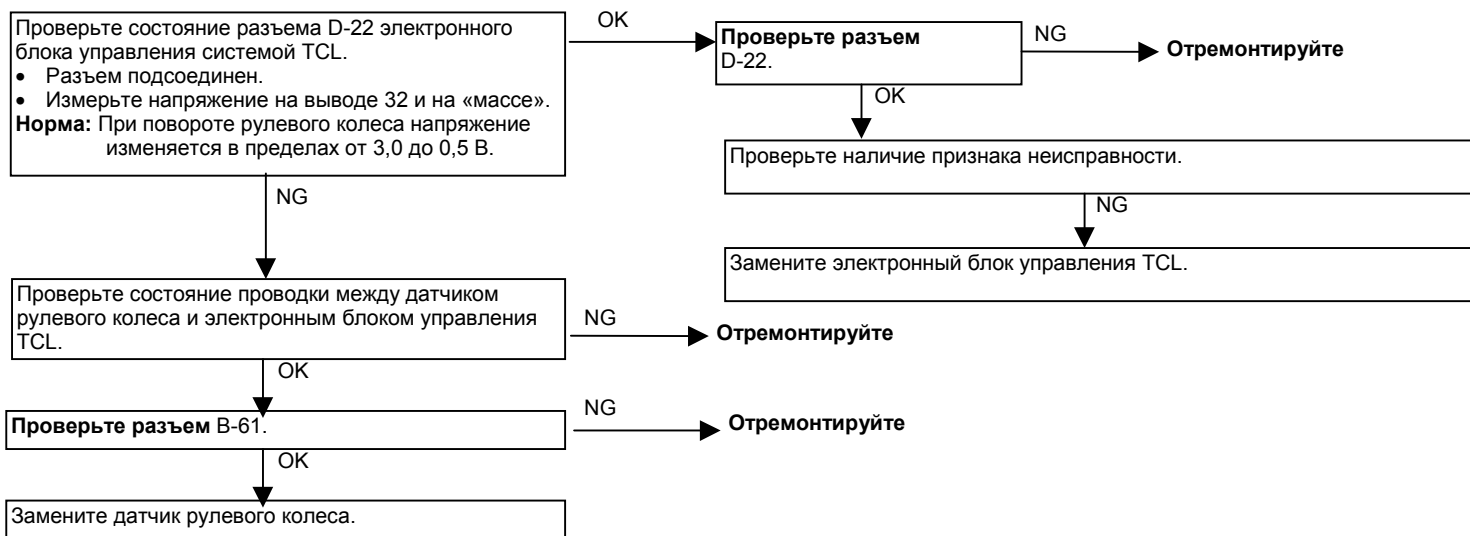 Проверьте состояние разъема D-22 электронного
блока управления системой TCL.
• Разъем подсоединен.
• Измерьте напряжение на выводе 32 и на «массе».
Норма: При повороте рулевого колеса напряжение
изменяется в пределах от 3,0 до 0,5 В.
OK
Проверьте разъем
D-22.
NG
Отремонтируйте
OK
Проверьте наличие признака неисправности.
NG
Замените электронный блок управления TCL.
NG
Проверьте состояние проводки между датчиком
рулевого колеса и электронным блоком управления
TCL.
NG
Отремонтируйте
OK
Проверьте разъем B-61.
NG
Отремонтируйте
OK
Замените датчик рулевого колеса.